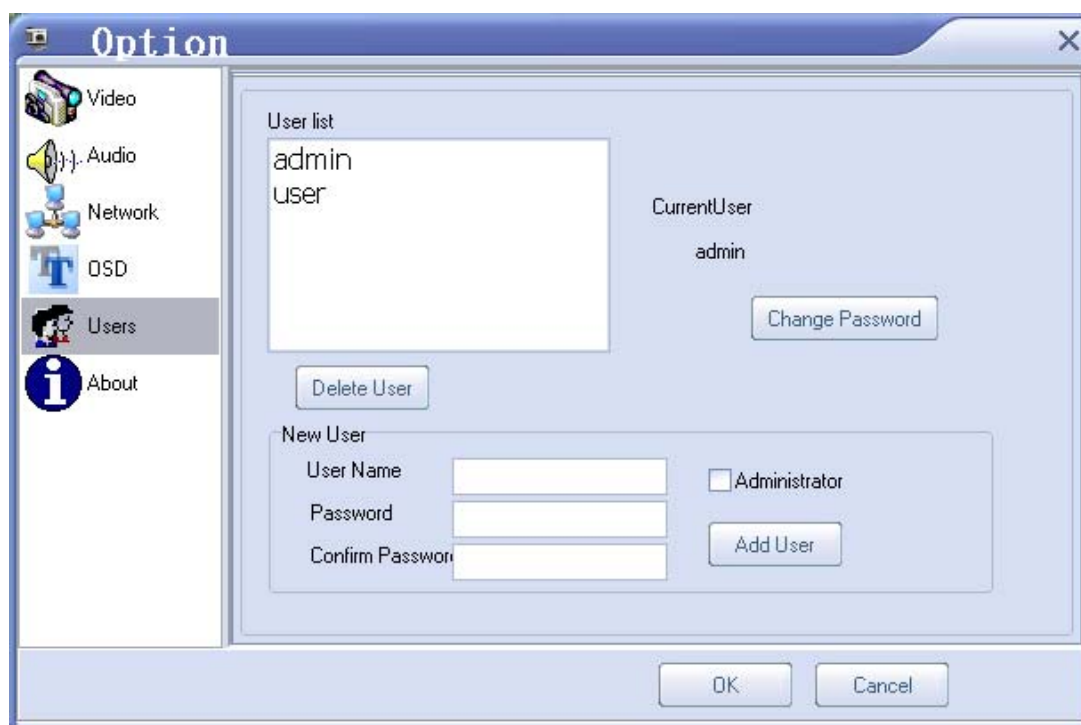 Option
Video
Audio
Network
OSD
Users
About
User list
admin
user
CurrentUser
admin
Change Password
Delete User
New User
User Name
Administrator
Password
Add User
Confirm Passwor
OK
Cancel